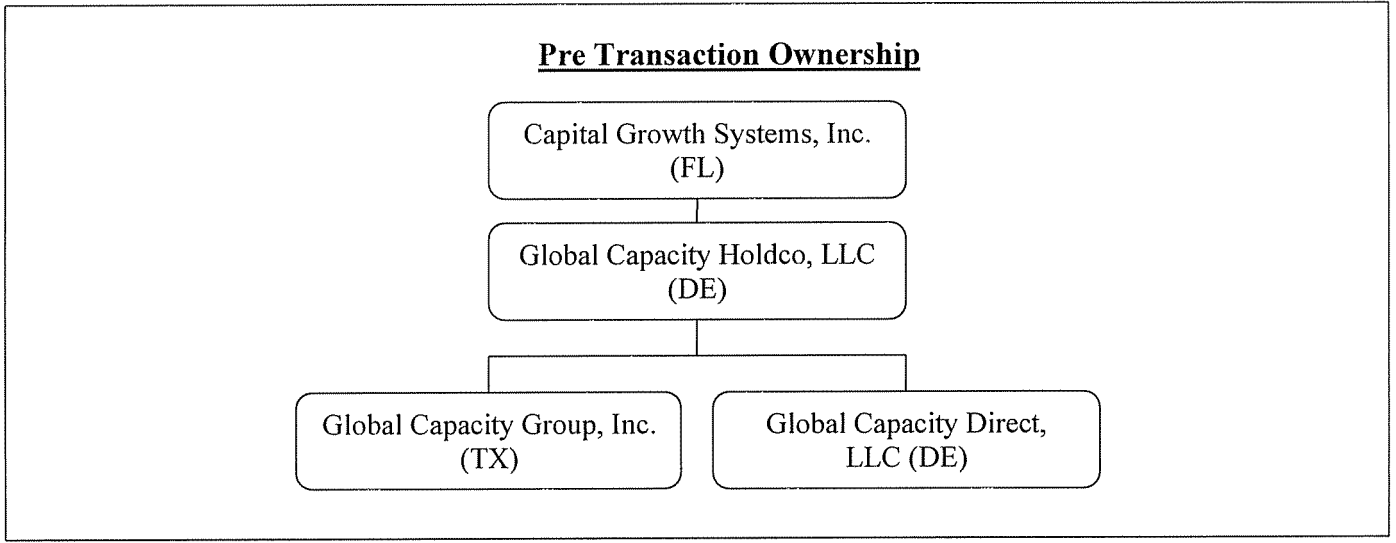 Pre Transaction Ownership
Capital Growth Systems, Inc.
(FL)
Global Capacity Holdco, LLC
(DE)
Global Capacity Group, Inc.
(TX)
Global Capacity Direct,
LLC (DE)